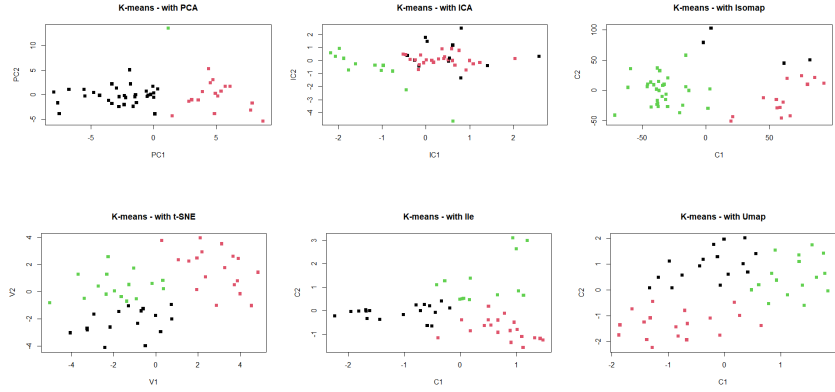 K-means - with PCA
PC2
10
5
0
-5
-5
0
5
PC1
K-means - with ICA
IC2
2
1
0
-1
-2
-4
-2
-1
0
1
2
IC1
K-means - with Isomap
C2
100
50
0
-50
-50
0
50
C1
K-means - with t-SNE
V2
4
2
0
-2
-4
-4
-2
0
2
4
V1
K-means - with lle
C2
3
2
1
0
-1
-2
-1
0
1
C1
K-means - with Umap
C2
2
1
0
-1
-2
-2
-1
0
1
C1